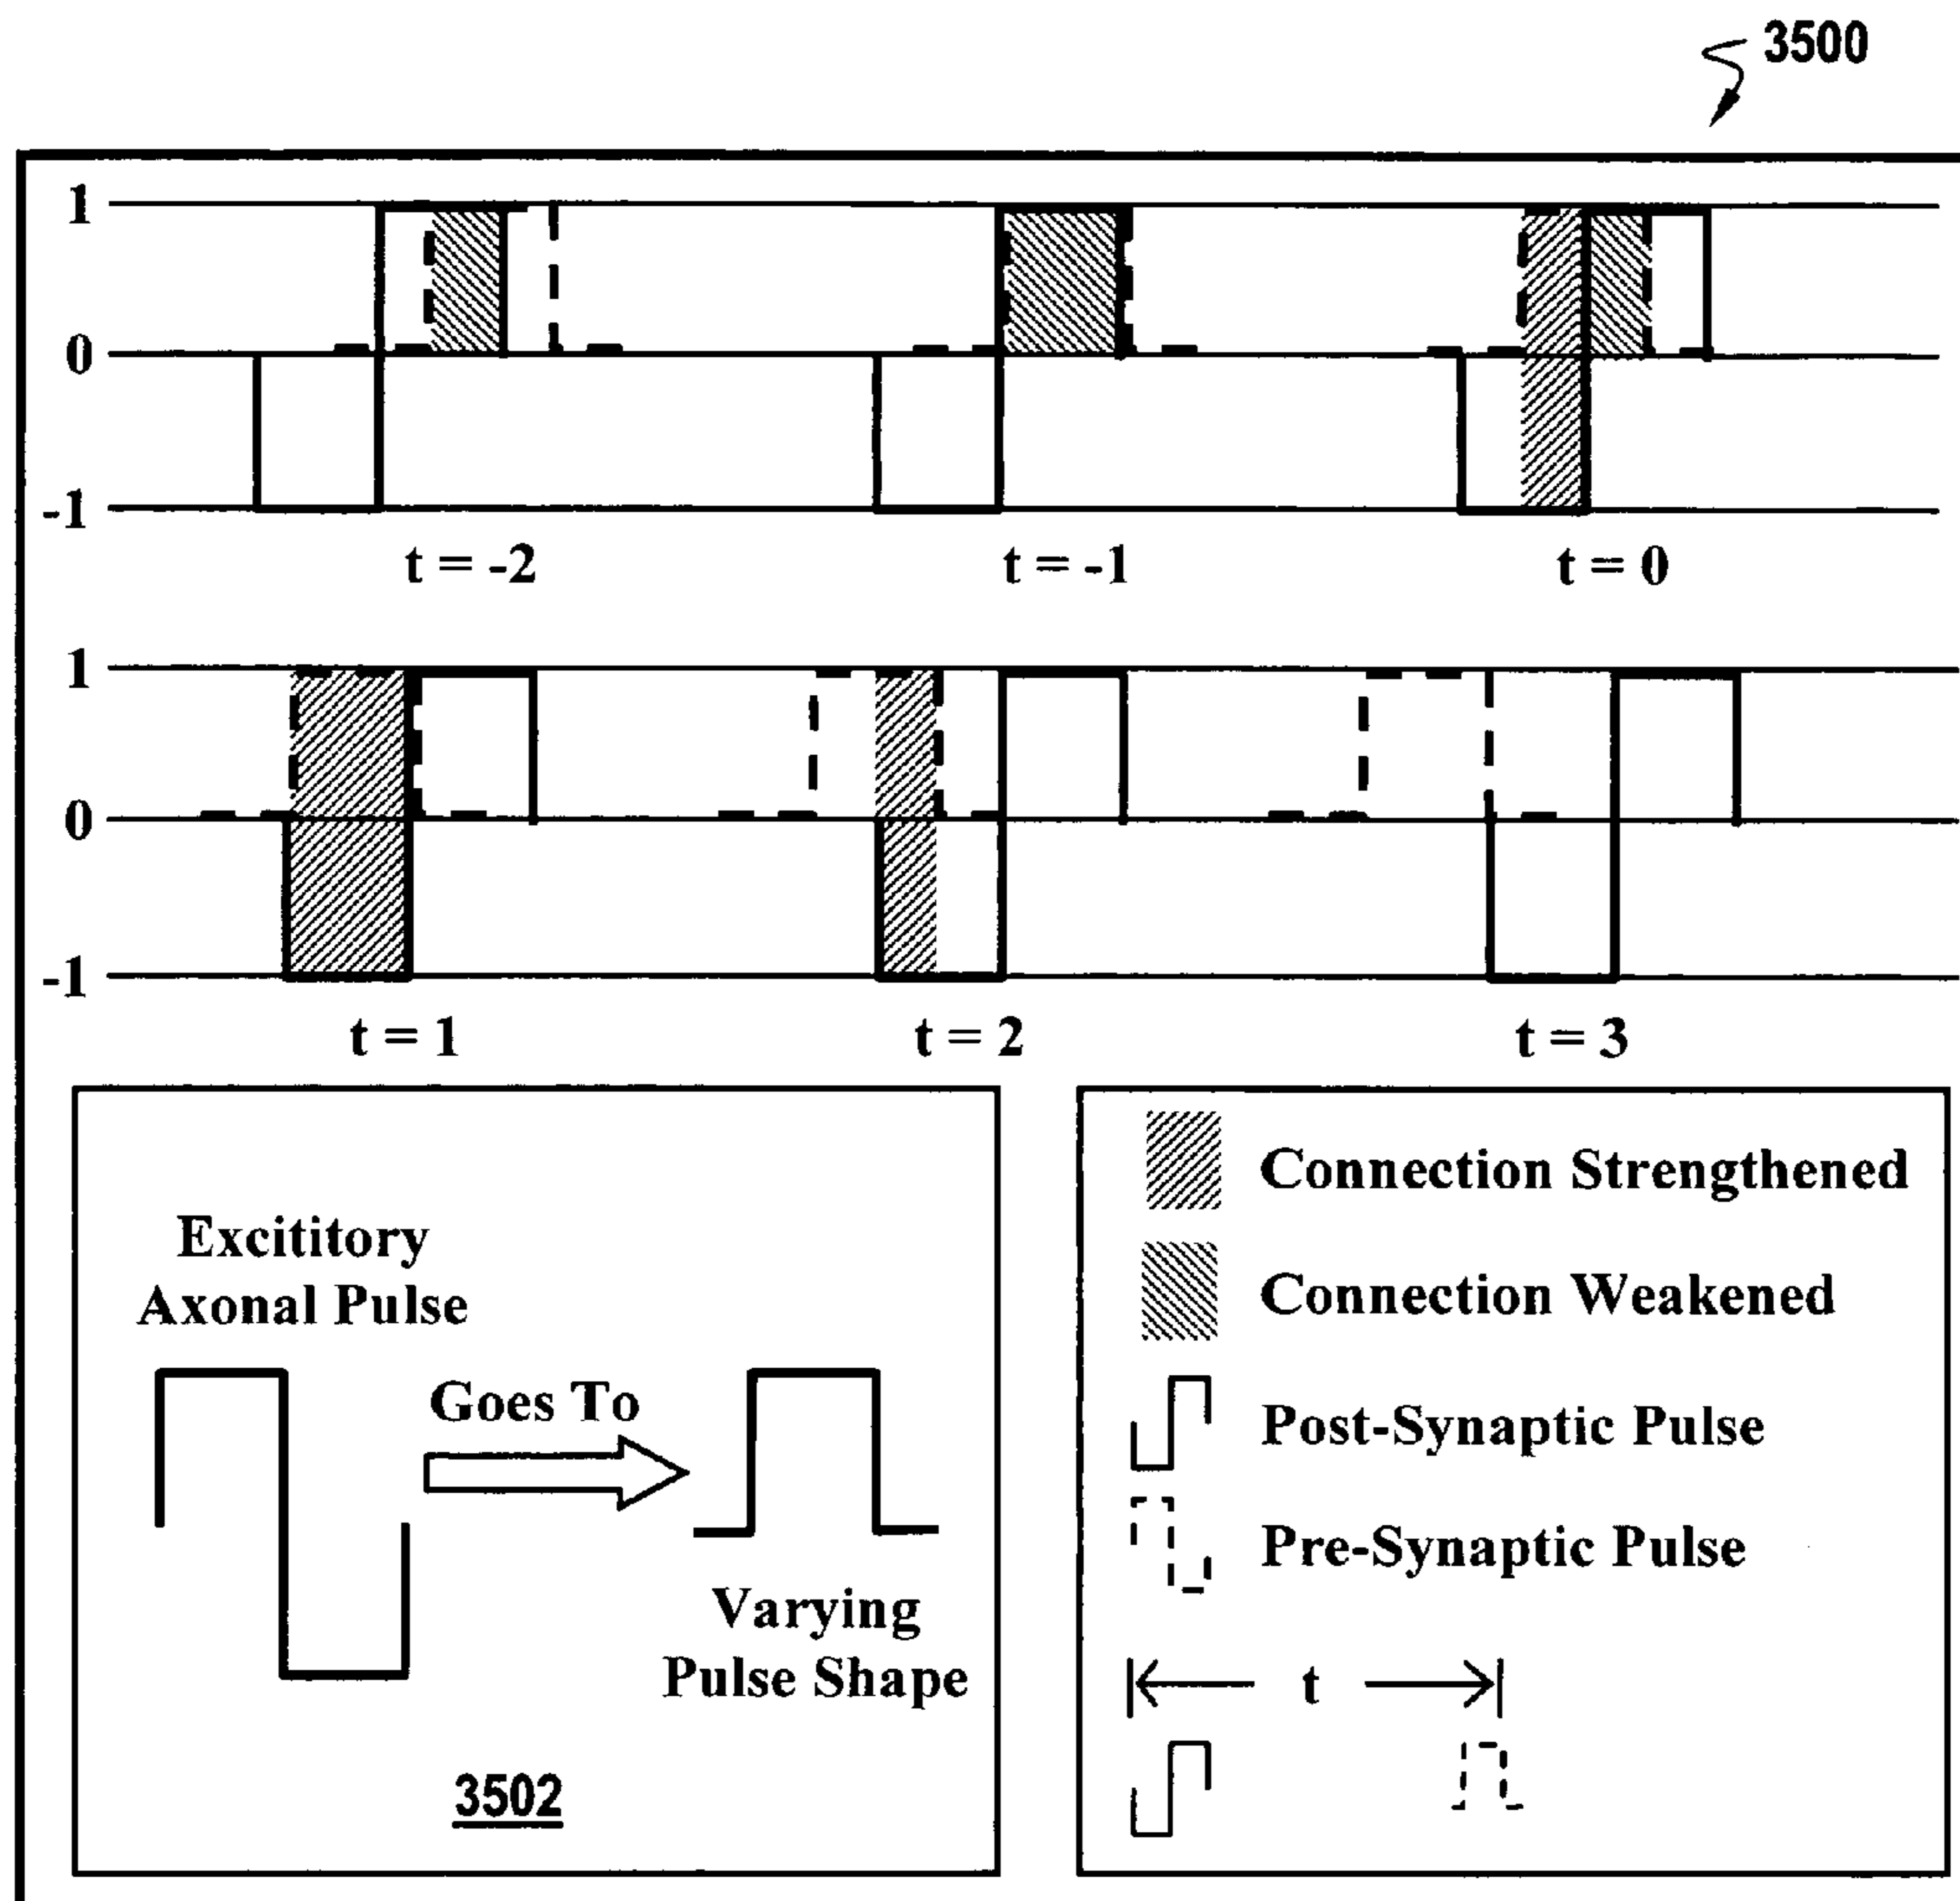 3500
1
0
-1
t = -2
t = -1
t = 0
1
0
-1
t = 1
t = 2
t = 3
Excititory
Axonal Pulse
Goes To
Varying
Pulse Shape
3502
Connection Strengthened
Connection Weakened
Post-Synaptic Pulse
Pre-Synaptic Pulse
t